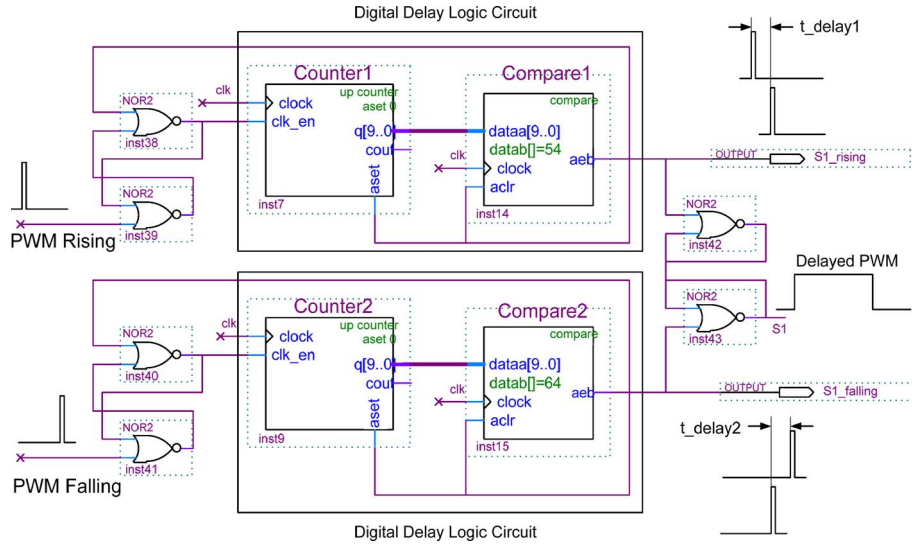 Digital Delay Logic Circuit
t_delay1
Counter1
Compare1
clk
up counter
aset 0
compare
NOR2
clock
clk_en
q[9..0]
dataa[9..0]
datab[]=54
inst38
cout
clk
clock
aeb
OUTPUT
S1_rising
aset
aclr
NOR2
inst7
inst14
NOR2
inst39
inst42
PWM Rising
Delayed PWM
Counter2
Compare2
NOR2
clk
up counter
aset 0
compare
S1
NOR2
clock
inst43
clk_en
q[9..0]
dataa[9..0]
inst40
cout
datab[]=64
clk
clock
aeb
OUTPUT
S1_falling
aset
aclr
NOR2
inst9
inst15
t_delay2
inst41
PWM Falling
Digital Delay Logic Circuit